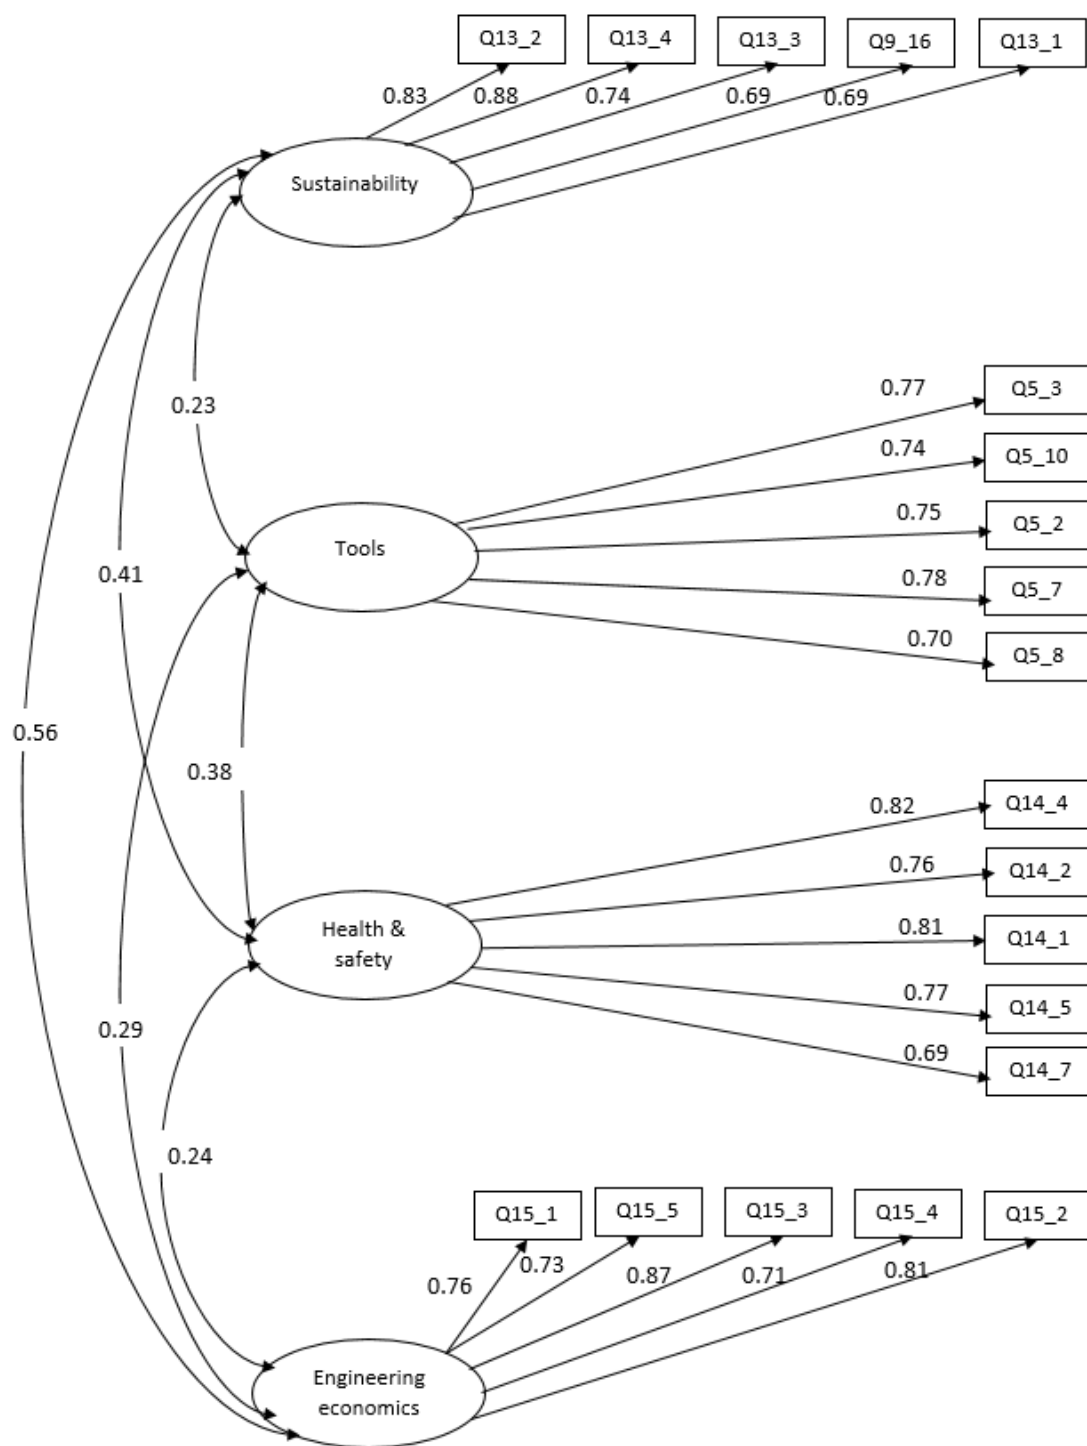 Q13_2
Q13_4
Q13_3
Q9_16
Q13_1
0.83
0.88
0.74
0.69
0.69
Sustainability
0.23
0.77
Q5_3
0.74
Q5_10
0.75
Q5_2
Tools
0.41
0.78
Q5_7
0.70
Q5_8
0.56
0.38
0.82
Q14_4
0.76
Q14_2
Health &
safety
0.81
Q14_1
0.77
Q14_5
0.29
0.69
Q14_7
0.24
Q15_1
Q15_5
Q15_3
Q15_4
Q15_2
0.76
0.73
0.87
0.71
0.81
Engineering
economics